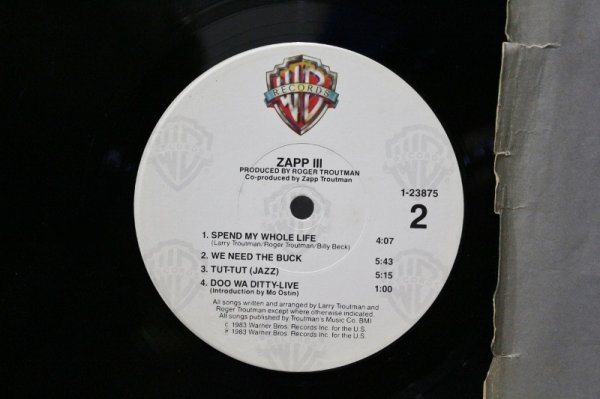 RECORDS
ZAPP III
PRODUCED BY ROGER TROUTMAN
Co-produced by Zapp Troutman
1-23875
2
1. SPEND MY WHOLE LIFE 4:07
(Larry Troutman/Roger Troutman/Billy Beck)
2. WE NEED THE BUCK 5:43
3. TUT-TUT (JAZZ) 5:15
4. DOO WA DITTY-LIVE 1:00
(Introduction by Mo Ostin)
All songs written and arranged by Larry Troutman and
Roger Troutman except where otherwise indicated.
All songs published by Troutman's Music Co. BMI
© 1983 Warner Bros. Records Inc. for the U.S.
℗ 1983 Warner Bros. Records Inc. for the U.S.